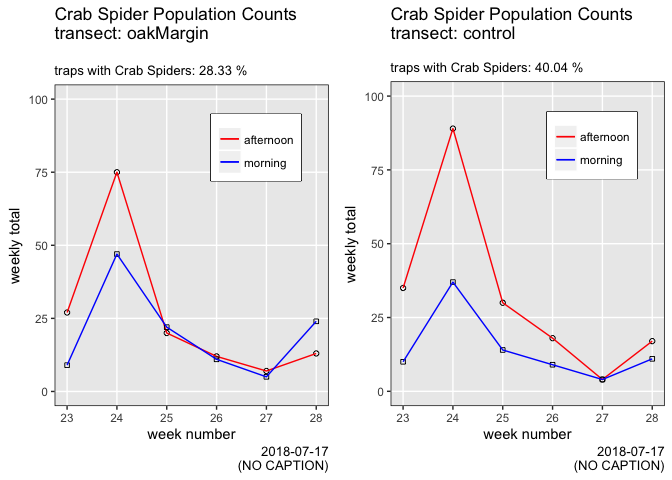 Crab Spider Population Counts
transect: oakMargin
traps with Crab Spiders: 28.33 %
100
75
50
25
0
weekly total
afternoon
morning
23 24 25 26 27 28
week number
2018-07-17
(NO CAPTION)
Crab Spider Population Counts
transect: control
traps with Crab Spiders: 40.04 %
100
75
50
25
0
weekly total
afternoon
morning
23 24 25 26 27 28
week number
2018-07-17
(NO CAPTION)